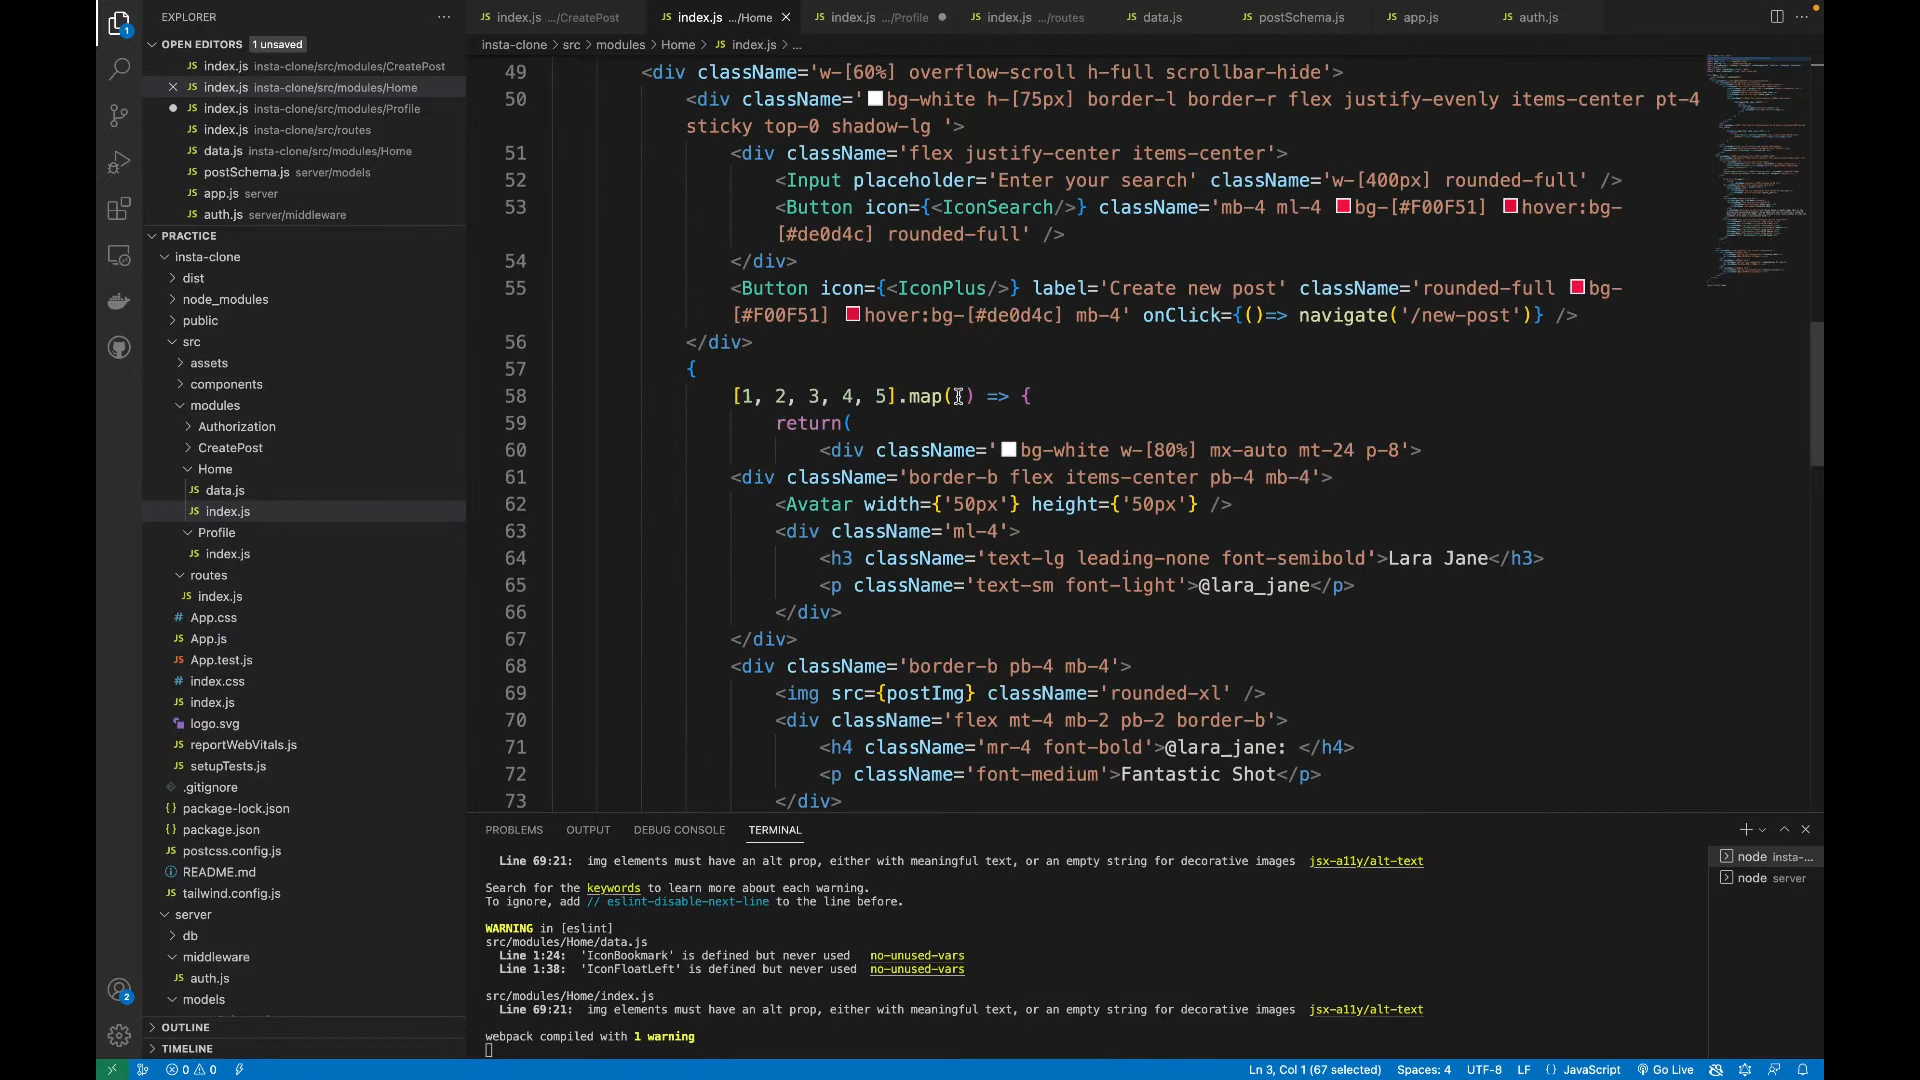 EXPLORER
OPEN EDITORS 1 unsaved
index.js insta-clone/src/modules/CreatePost
index.js insta-clone/src/modules/Home
index.js insta-clone/src/modules/Profile
index.js insta-clone/src/routes
data.js insta-clone/src/modules/Home
postSchema.js server/models
app.js server
auth.js server/middleware
PRACTICE
insta-clone
dist
node_modules
public
src
assets
components
modules
Authorization
CreatePost
Home
data.js
index.js
Profile
index.js
routes
index.js
App.css
App.js
App.test.js
index.css
index.js
logo.svg
reportWebVitals.js
setupTests.js
.gitignore
package-lock.json
package.json
postcss.config.js
README.md
tailwind.config.js
server
db
middleware
auth.js
models
OUTLINE
TIMELINE
index.js .../CreatePost index.js .../Home index.js .../Profile index.js .../routes data.js postSchema.js app.js auth.js
insta-clone > src > modules > Home > index.js > ...
49 <div className='w-[60%] overflow-scroll h-full scrollbar-hide'>
50 <div className='bg-white h-[75px] border-l border-r flex justify-evenly items-center pt-4
sticky top-0 shadow-lg '>
51 <div className='flex justify-center items-center'>
52 <Input placeholder='Enter your search' className='w-[400px] rounded-full' />
53 <Button icon={<IconSearch/>} className='mb-4 ml-4 bg-[#F00F51] hover:bg-
[#de0d4c] rounded-full' />
54 </div>
55 <Button icon={<IconPlus/>} label='Create new post' className='rounded-full bg-
[#F00F51] hover:bg-[#de0d4c] mb-4' onClick={()=> navigate('/new-post')} />
56 </div>
57 {
58 [1, 2, 3, 4, 5].map(() => {
59 return(
60 <div className='bg-white w-[80%] mx-auto mt-24 p-8'>
61 <div className='border-b flex items-center pb-4 mb-4'>
62 <Avatar width={'50px'} height={'50px'} />
63 <div className='ml-4'>
64 <h3 className='text-lg leading-none font-semibold'>Lara Jane</h3>
65 <p className='text-sm font-light'>@lara_jane</p>
66 </div>
67 </div>
68 <div className='border-b pb-4 mb-4'>
69 <img src={postImg} className='rounded-xl' />
70 <div className='flex mt-4 mb-2 pb-2 border-b'>
71 <h4 className='mr-4 font-bold'>@lara_jane: </h4>
72 <p className='font-medium'>Fantastic Shot</p>
73 </div>
PROBLEMS OUTPUT DEBUG CONSOLE TERMINAL
Line 69:21: img elements must have an alt prop, either with meaningful text, or an empty string for decorative images jsx-a11y/alt-text
Search for the keywords to learn more about each warning.
To ignore, add // eslint-disable-next-line to the line before.
WARNING in [eslint]
src/modules/Home/data.js
Line 1:24: 'IconBookmark' is defined but never used no-unused-vars
Line 1:38: 'IconFloatLeft' is defined but never used no-unused-vars
src/modules/Home/index.js
Line 69:21: img elements must have an alt prop, either with meaningful text, or an empty string for decorative images jsx-a11y/alt-text
webpack compiled with 1 warning
node insta-...
node server
1
2
0 0
Ln 3, Col 1 (67 selected) Spaces: 4 UTF-8 LF {} JavaScript Go Live